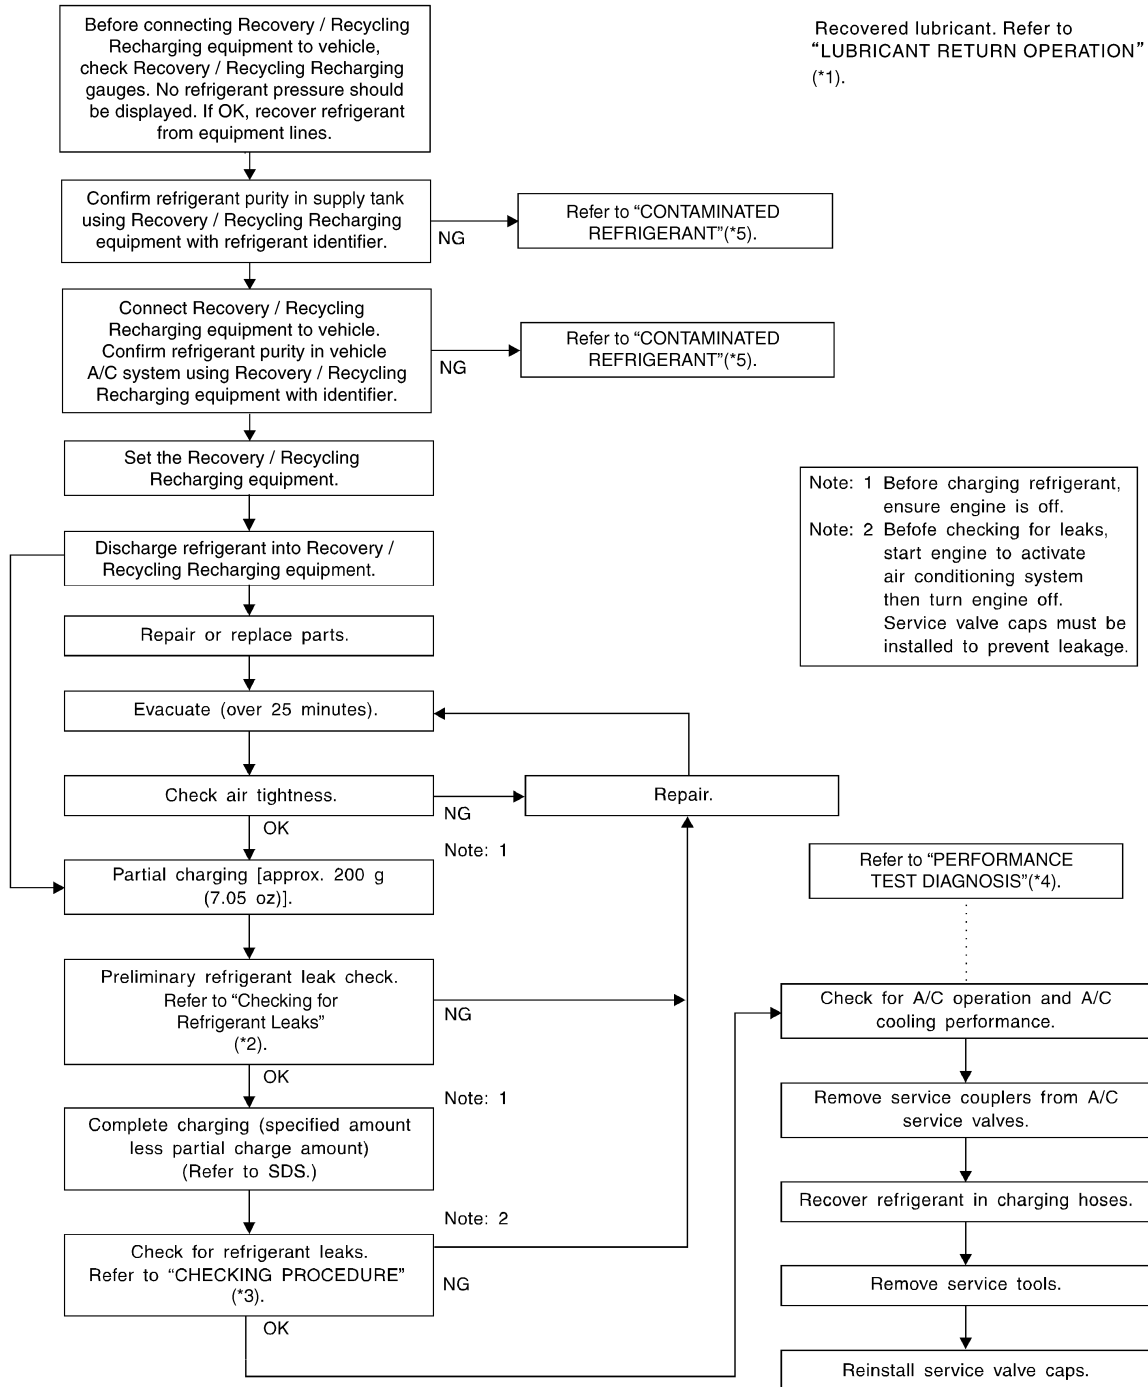 Before connecting Recovery / Recycling
Recharging equipment to vehicle,
check Recovery / Recycling Recharging
gauges. No refrigerant pressure should
be displayed. If OK, recover refrigerant
from equipment lines.
Recovered lubricant. Refer to
“LUBRICANT RETURN OPERATION”
(*1).
Confirm refrigerant purity in supply tank
using Recovery / Recycling Recharging
equipment with refrigerant identifier.
NG
Refer to “CONTAMINATED
REFRIGERANT”(*5).
Connect Recovery / Recycling
Recharging equipment to vehicle.
Confirm refrigerant purity in vehicle
A/C system using Recovery / Recycling
Recharging equipment with identifier.
NG
Refer to “CONTAMINATED
REFRIGERANT”(*5).
Set the Recovery / Recycling
Recharging equipment.
Note: 1 Before charging refrigerant,
ensure engine is off.
Note: 2 Befofe checking for leaks,
start engine to activate
air conditioning system
then turn engine off.
Service valve caps must be
installed to prevent leakage.
Discharge refrigerant into Recovery /
Recycling Recharging equipment.
Repair or replace parts.
Evacuate (over 25 minutes).
Check air tightness.
NG
Repair.
OK
Note: 1
Partial charging [approx. 200 g
(7.05 oz)].
Preliminary refrigerant leak check.
Refer to “Checking for
Refrigerant Leaks”
(*2).
NG
OK
Note: 1
Complete charging (specified amount
less partial charge amount)
(Refer to SDS.)
Note: 2
Check for refrigerant leaks.
Refer to “CHECKING PROCEDURE”
(*3).
NG
OK
Refer to “PERFORMANCE
TEST DIAGNOSIS”(*4).
Check for A/C operation and A/C
cooling performance.
Remove service couplers from A/C
service valves.
Recover refrigerant in charging hoses.
Remove service tools.
Reinstall service valve caps.